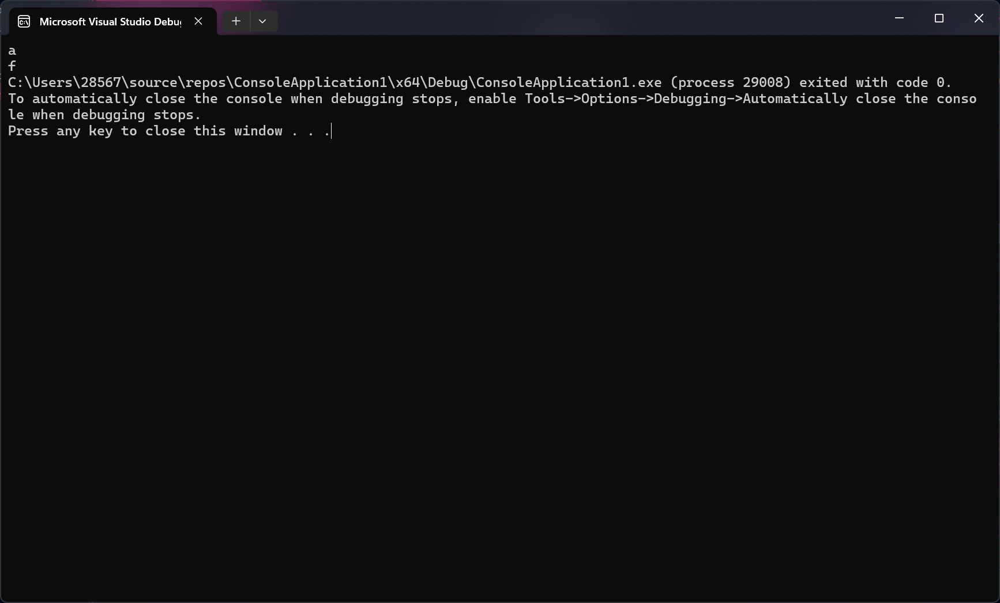 Microsoft Visual Studio Debug
a
f
C:\Users\28567\source\repos\ConsoleApplication1\x64\Debug\ConsoleApplication1.exe (process 29008) exited with code 0.
To automatically close the console when debugging stops, enable Tools->Options->Debugging->Automatically close the conso
le when debugging stops.
Press any key to close this window . . .